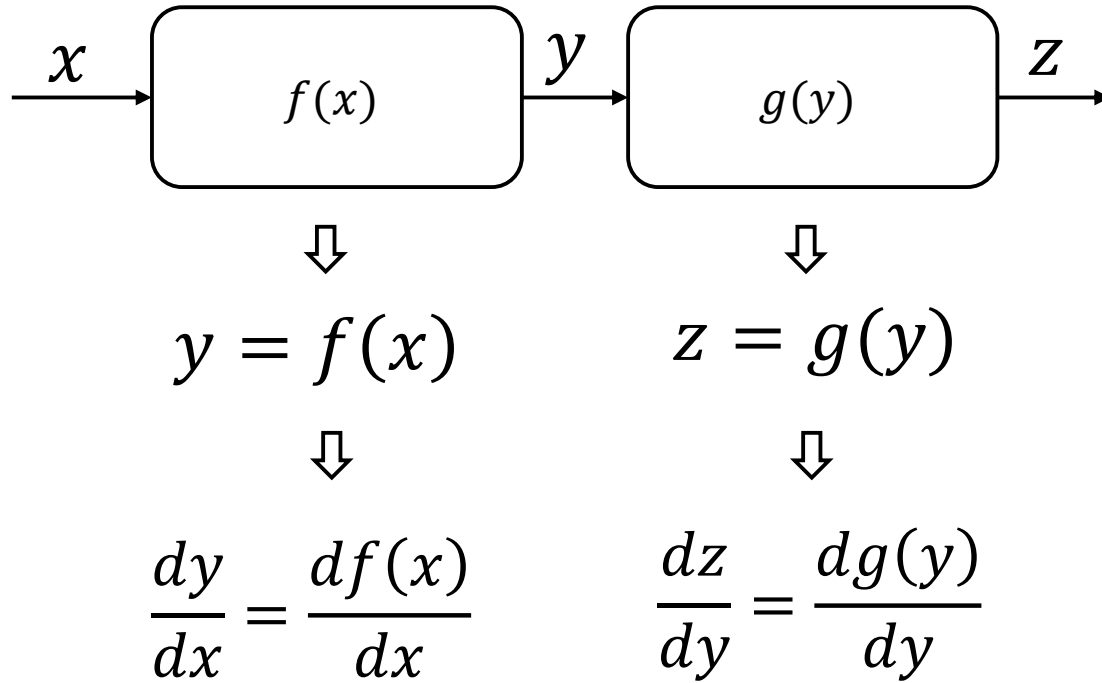 x y z
f(x) g(y)
y = f(x) z = g(y)
dy/dx = df(x)/dx dz/dy = dg(y)/dy